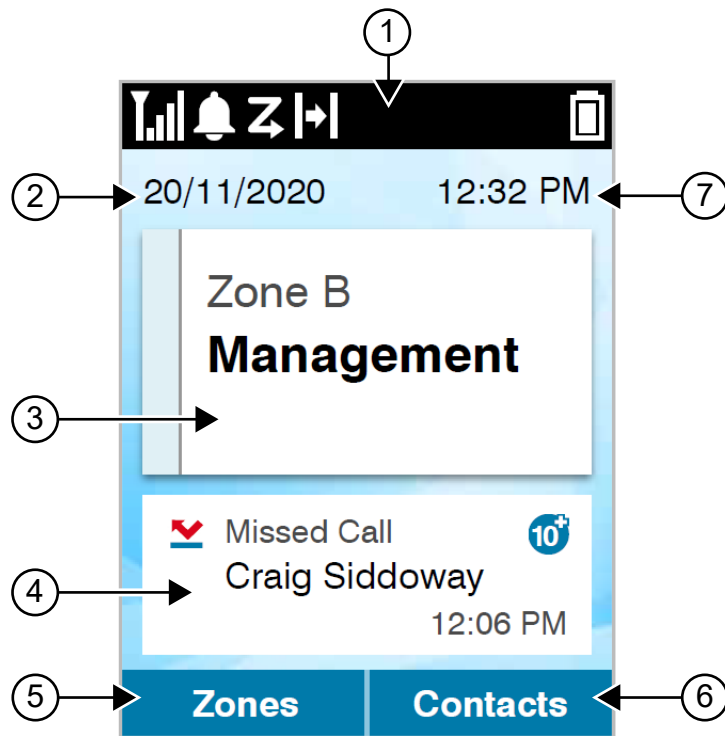 1
2
20/11/2020 12:32 PM
7
Zone B
Management
3
Missed Call 10+
Craig Siddoway
4
12:06 PM
5
Zones Contacts
6